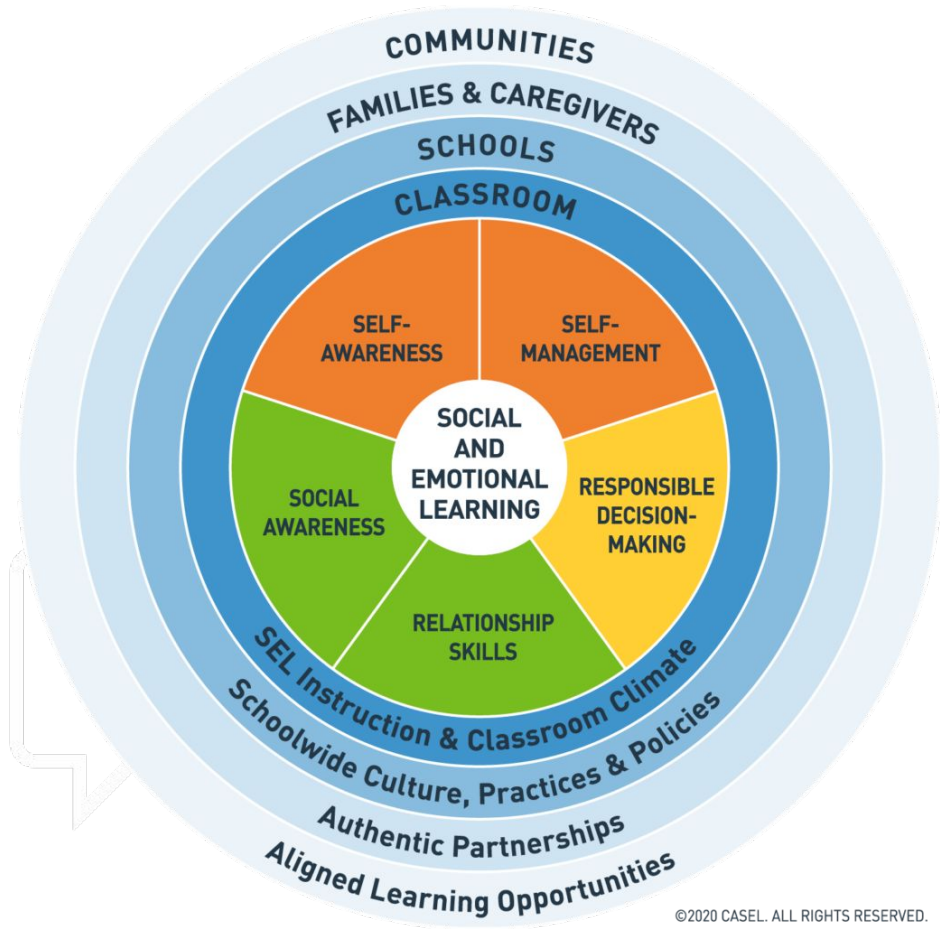 COMMUNITIES
FAMILIES & CAREGIVERS
SCHOOLS
CLASSROOM
SELF-
AWARENESS
SELF-
MANAGEMENT
SOCIAL
AND
EMOTIONAL
LEARNING
SOCIAL
AWARENESS
RESPONSIBLE
DECISION-
MAKING
RELATIONSHIP
SKILLS
SEL Instruction & Classroom Climate
Schoolwide Culture, Practices & Policies
Authentic Partnerships
Aligned Learning Opportunities
©2020 CASEL. ALL RIGHTS RESERVED.